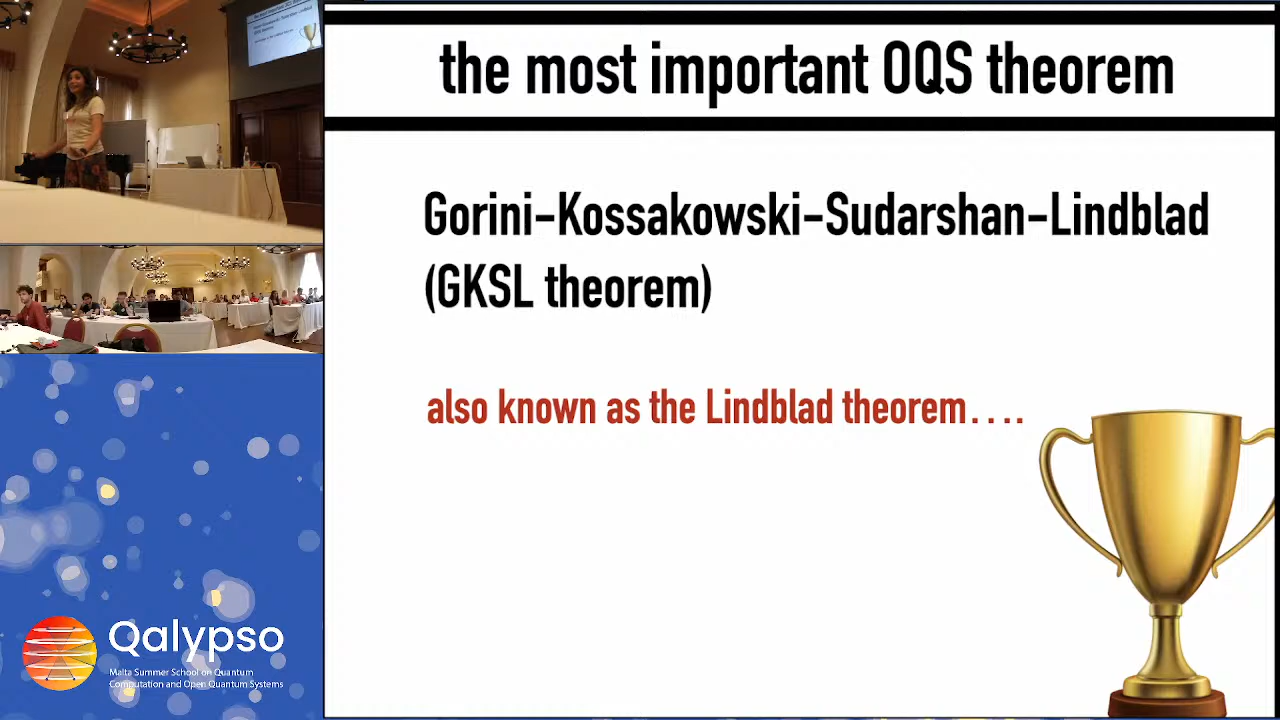 the most important OQS theorem
Gorini-Kossakowski-Sudarshan-Lindblad
(GKSL theorem)
also known as the Lindblad theorem....
Qalypso
Malta Summer School on Quantum
Computation and Open Quantum Systems